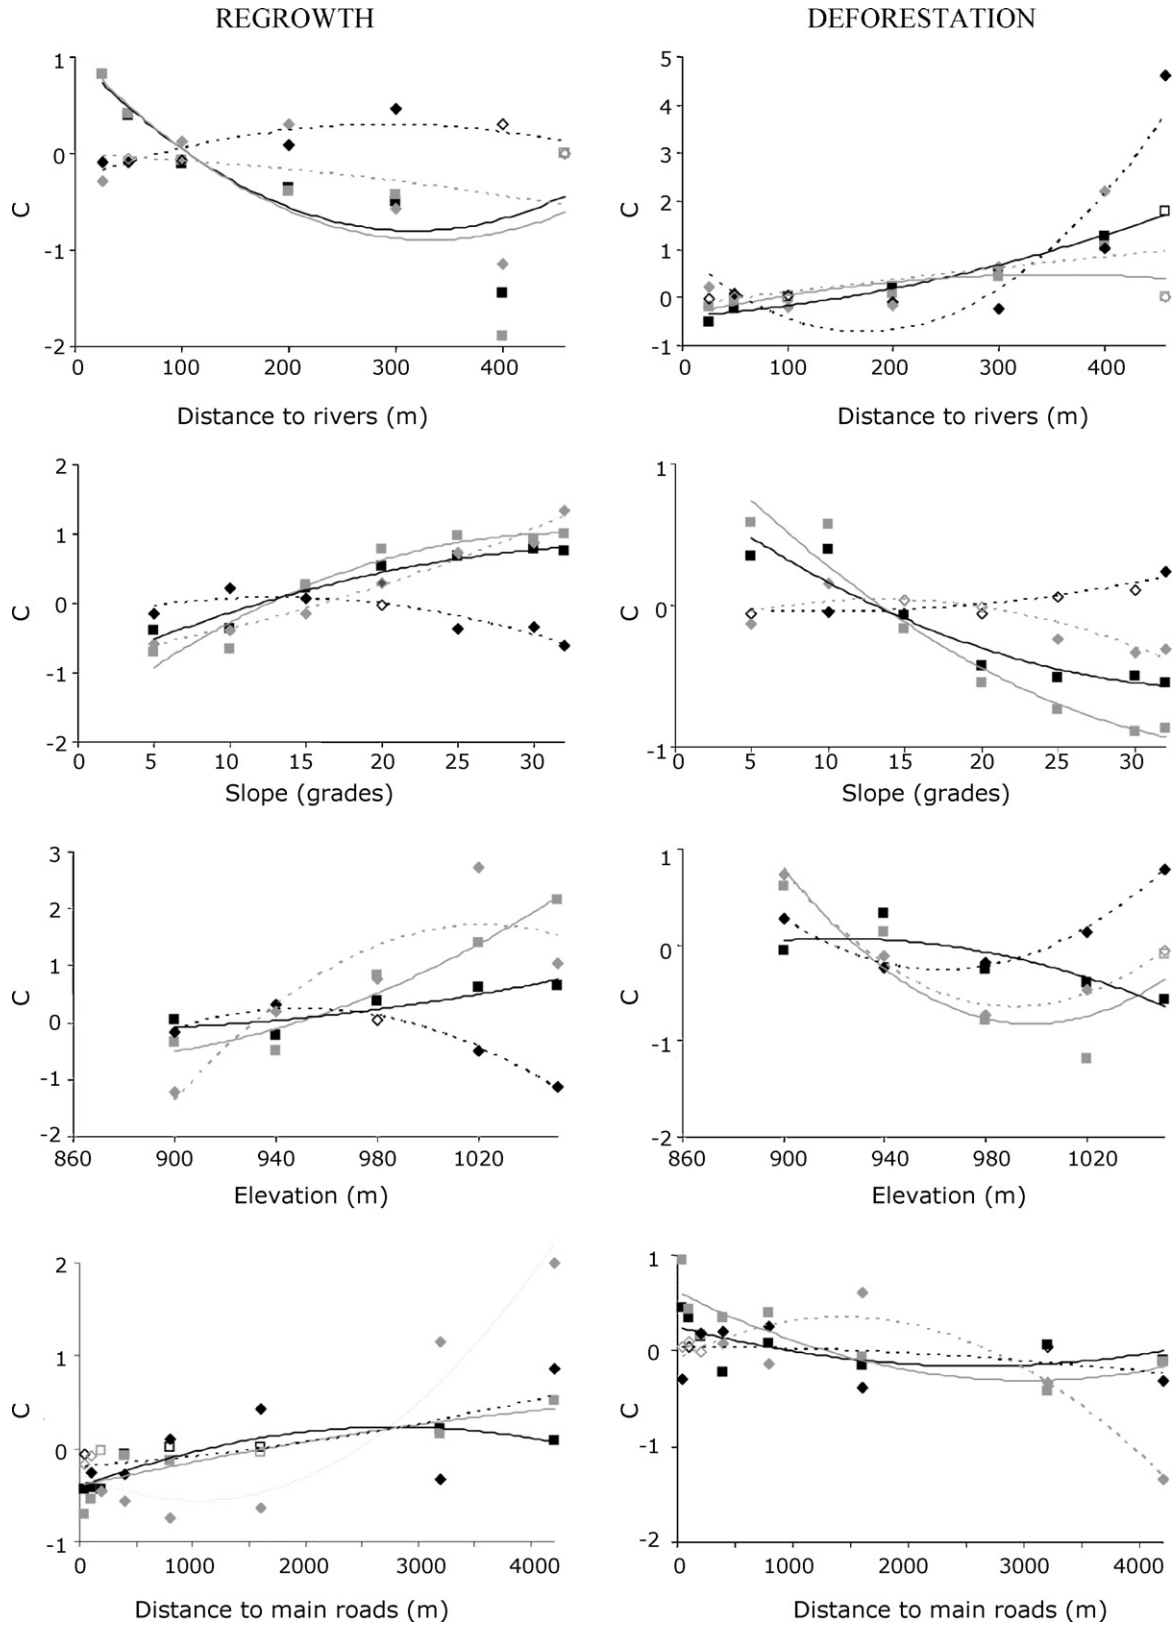 REGROWTH DEFORESTATION
1
0
-1
-2
C
0 100 200 300 400
Distance to rivers (m)
5
4
3
2
1
0
-1
C
0 100 200 300 400
Distance to rivers (m)
2
1
0
-1
-2
C
0 5 10 15 20 25 30
Slope (grades)
1
0
-1
C
0 5 10 15 20 25 30
Slope (grades)
3
2
1
0
-1
-2
C
860 900 940 980 1020
Elevation (m)
1
0
-1
-2
C
860 900 940 980 1020
Elevation (m)
2
1
0
-1
C
0 1000 2000 3000 4000
Distance to main roads (m)
1
0
-1
-2
C
0 1000 2000 3000 4000
Distance to main roads (m)